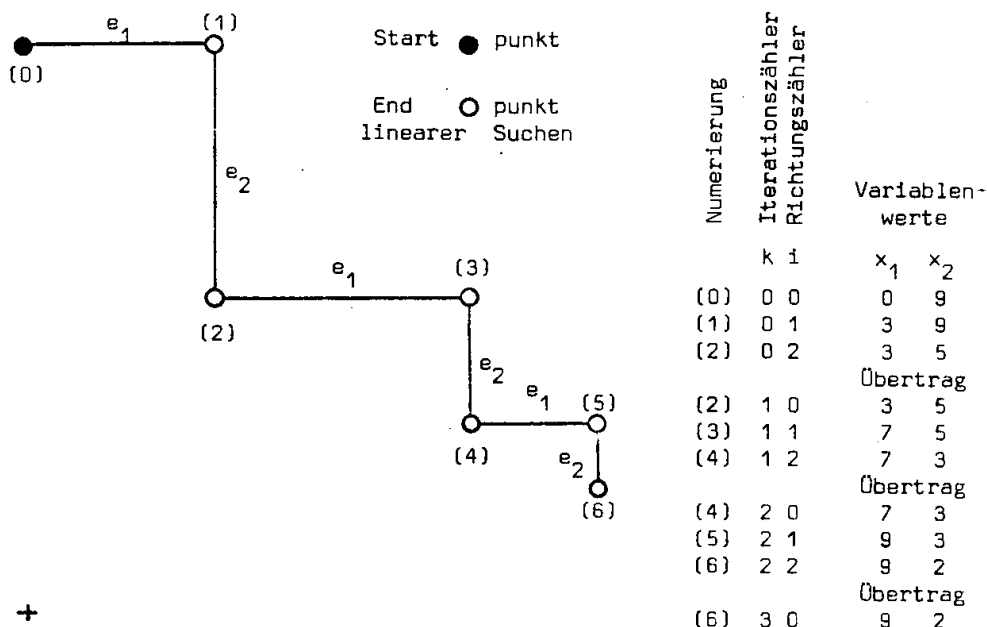 e1
(1)
(0)
Start punkt
End punkt
linearer Suchen
e2
e1
(3)
(2)
e2
e1
(5)
(4)
e2
(6)
+
Numerierung
Iterationszähler
Richtungszähler
Variablen-
werte
k i x1 x2
(0) 0 0 0 9
(1) 0 1 3 9
(2) 0 2 3 5
Übertrag
(2) 1 0 3 5
(3) 1 1 7 5
(4) 1 2 7 3
Übertrag
(4) 2 0 7 3
(5) 2 1 9 3
(6) 2 2 9 2
Übertrag
(6) 3 0 9 2